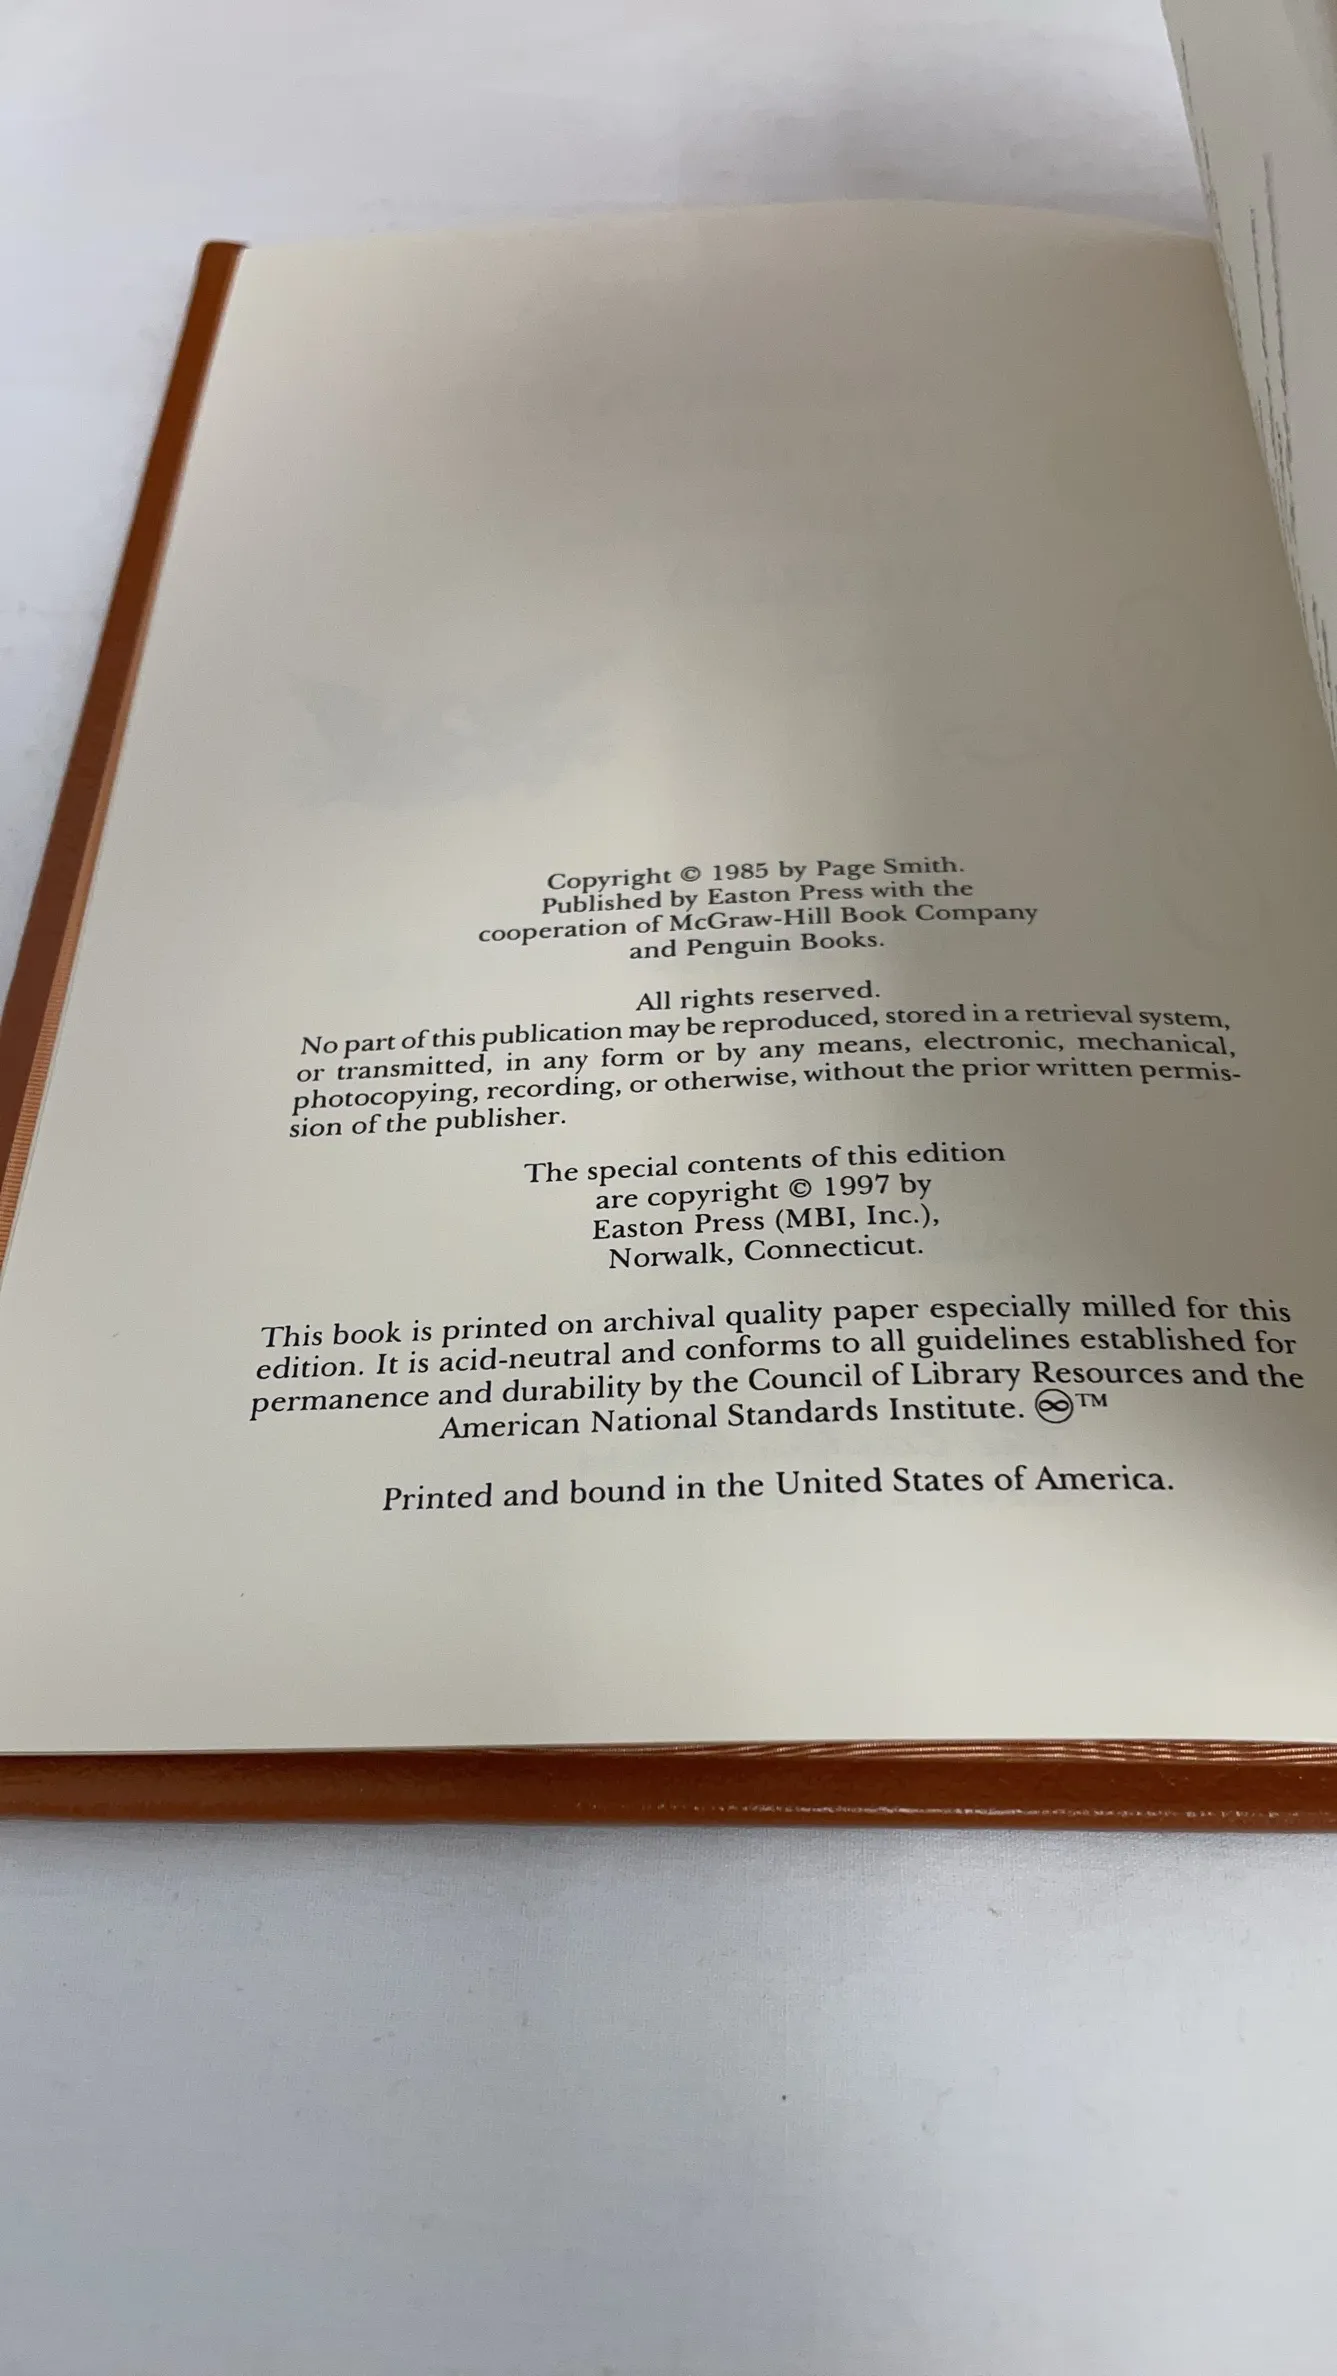 Copyright © 1985 by Page Smith.
Published by Easton Press with the
cooperation of McGraw-Hill Book Company
and Penguin Books.
All rights reserved.
No part of this publication may be reproduced, stored in a retrieval system,
or transmitted, in any form or by any means, electronic, mechanical,
photocopying, recording, or otherwise, without the prior written permis-
sion of the publisher.
The special contents of this edition
are copyright © 1997 by
Easton Press (MBI, Inc.),
Norwalk, Connecticut.
This book is printed on archival quality paper especially milled for this
edition. It is acid-neutral and conforms to all guidelines established for
permanence and durability by the Council of Library Resources and the
American National Standards Institute. ♾™
Printed and bound in the United States of America.